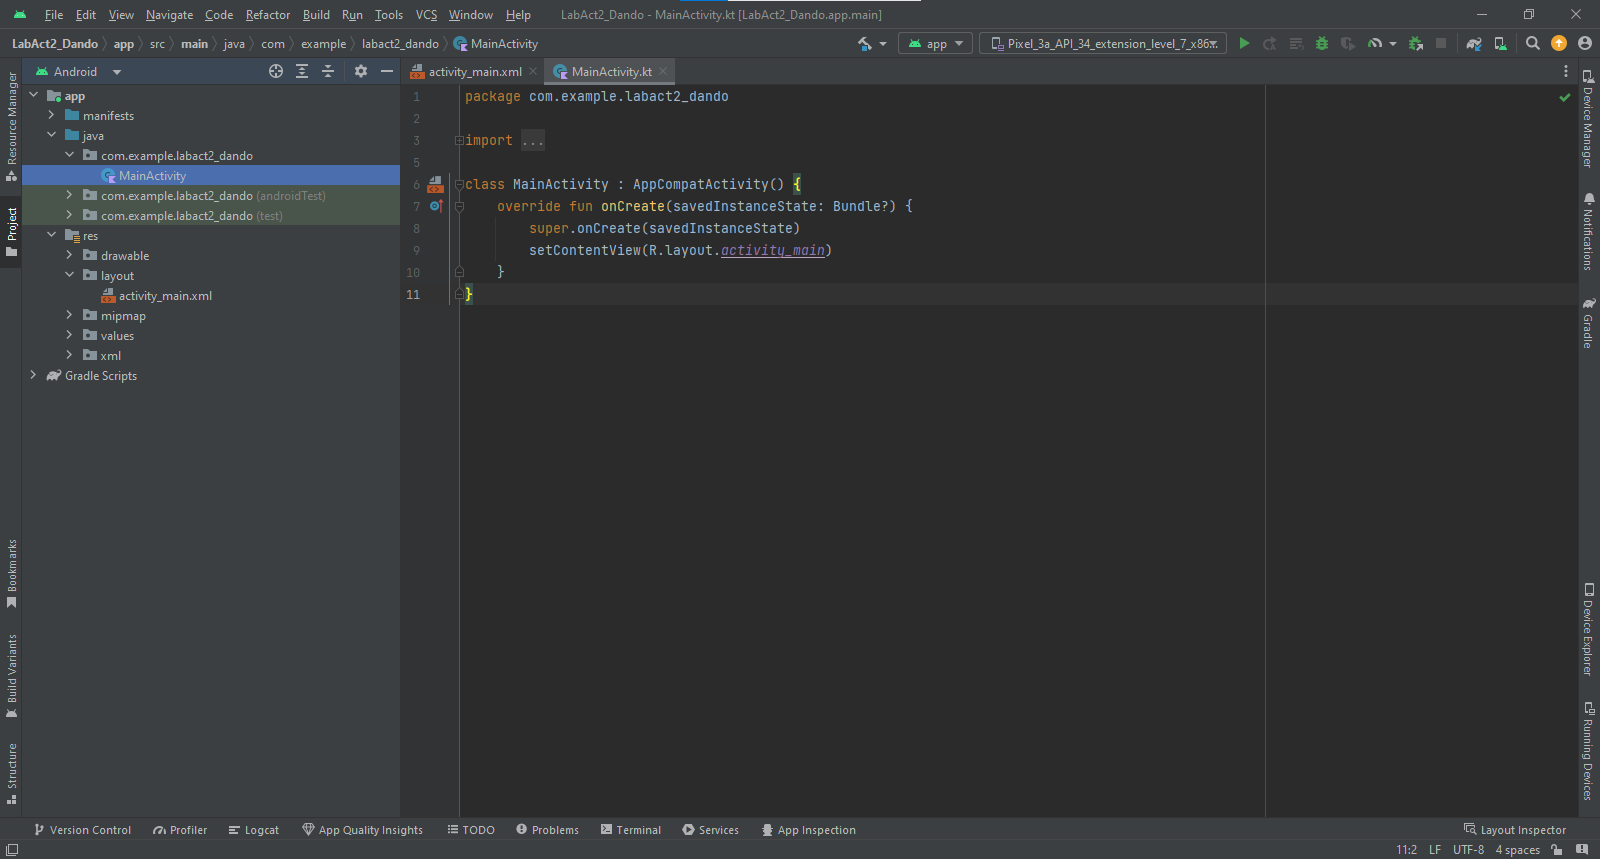 File Edit View Navigate Code Refactor Build Run Tools VCS Window Help LabAct2_Dando - MainActivity.kt [LabAct2_Dando.app.main]
LabAct2_Dando app src main java com example labact2_dando MainActivity app Pixel_3a_API_34_extension_level_7_x86
Android
activity_main.xml MainActivity.kt
app
manifests
java
com.example.labact2_dando
MainActivity
com.example.labact2_dando (androidTest)
com.example.labact2_dando (test)
res
drawable
layout
activity_main.xml
mipmap
values
xml
Gradle Scripts
1 package com.example.labact2_dando
2
3 import ...
5
6 class MainActivity : AppCompatActivity() {
7 override fun onCreate(savedInstanceState: Bundle?) {
8 super.onCreate(savedInstanceState)
9 setContentView(R.layout.activity_main)
10 }
11 }
Resource Manager
Project
Bookmarks
Build Variants
Structure
Device Manager
Notifications
Gradle
Device Explorer
Running Devices
Version Control Profiler Logcat App Quality Insights TODO Problems Terminal Services App Inspection Layout Inspector
11:2 LF UTF-8 4 spaces